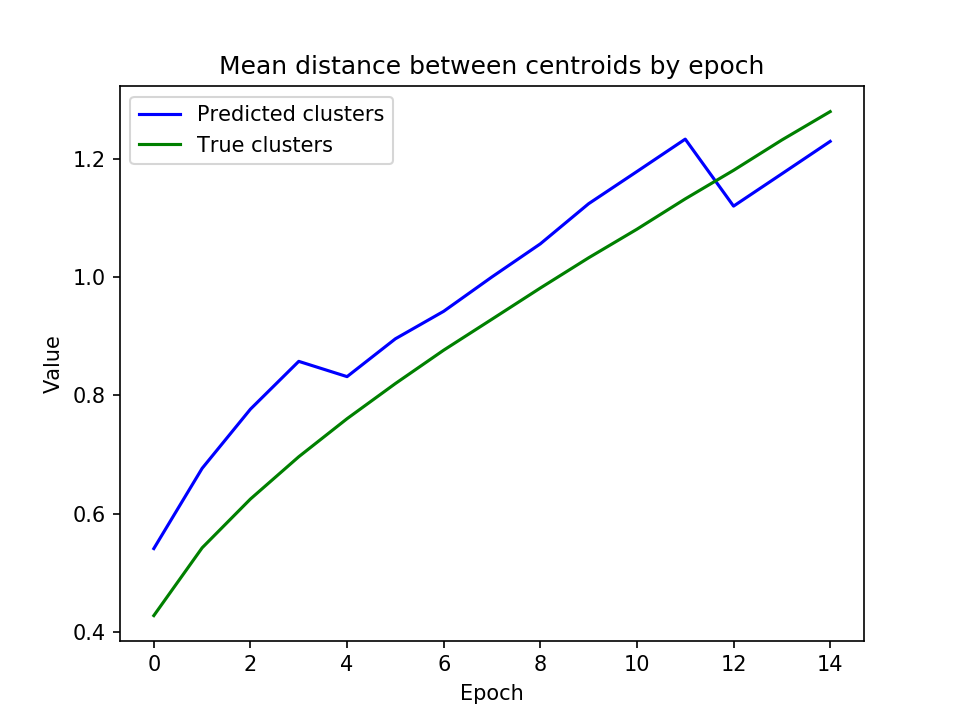 Mean distance between centroids by epoch
Predicted clusters
True clusters
1.2
1.0
0.8
0.6
0.4
Value
0 2 4 6 8 10 12 14
Epoch